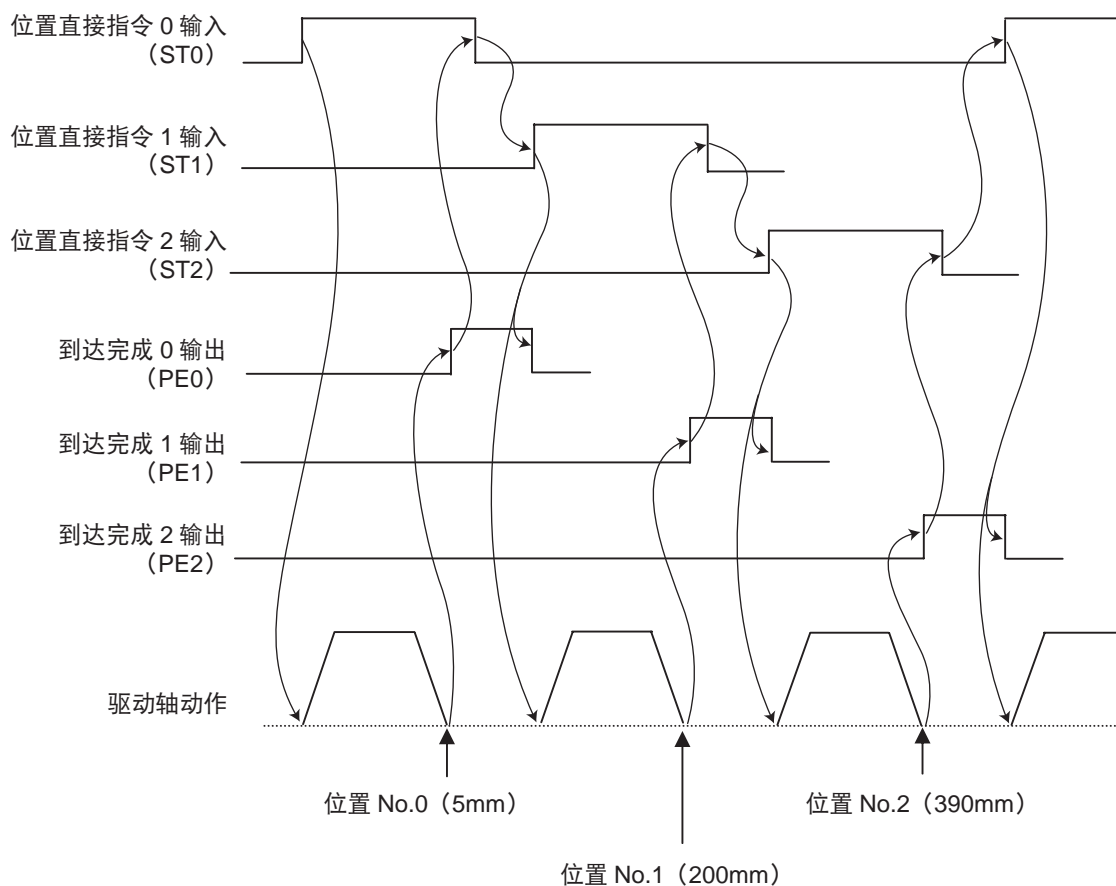 位置直接指令 0 输入
（ST0）
位置直接指令 1 输入
（ST1）
位置直接指令 2 输入
（ST2）
到达完成 0 输出
（PE0）
到达完成 1 输出
（PE1）
到达完成 2 输出
（PE2）
驱动轴动作
位置 No.0（5mm）
位置 No.2（390mm）
位置 No.1（200mm）